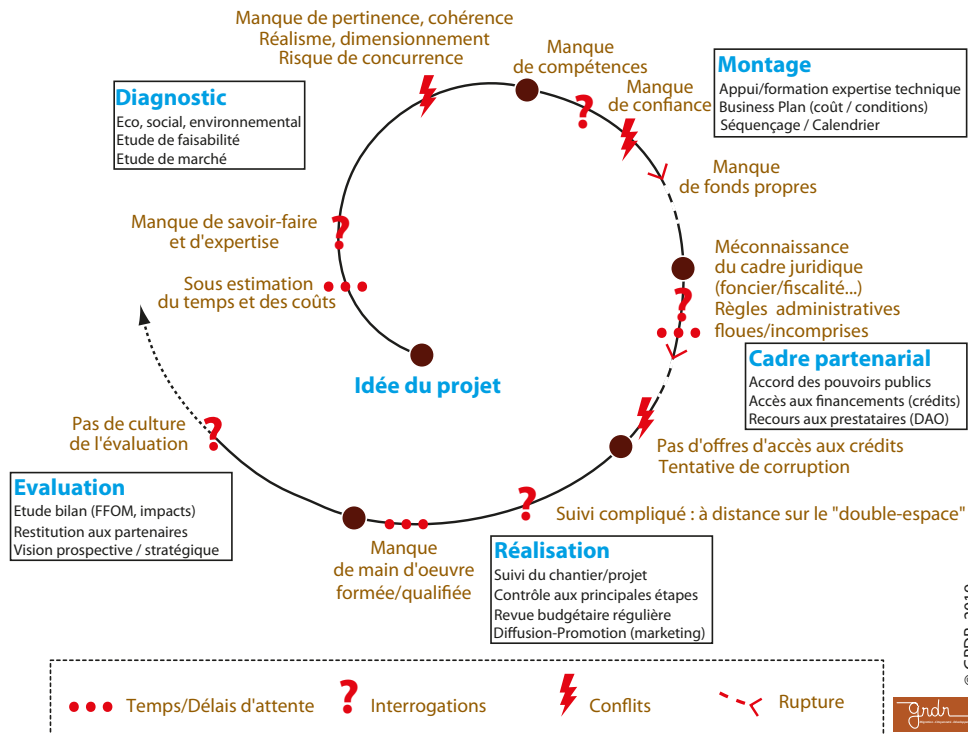 Manque de pertinence, cohérence
Réalisme, dimensionnement
Risque de concurrence
Manque
de compétences
Manque
de confiance
Montage
Appui/formation expertise technique
Business Plan (coût / conditions)
Séquençage / Calendrier
Diagnostic
Eco, social, environnemental
Etude de faisabilité
Etude de marché
Manque
de fonds propres
Manque de savoir-faire
et d'expertise
Sous estimation
du temps et des coûts
Méconnaissance
du cadre juridique
(foncier/fiscalité...)
Règles administratives
floues/incomprises
Idée du projet
Cadre partenarial
Accord des pouvoirs publics
Accès aux financements (crédits)
Recours aux prestataires (DAO)
Pas de culture
de l'évaluation
Pas d'offres d'accès aux crédits
Tentative de corruption
Evaluation
Etude bilan (FFOM, impacts)
Restitution aux partenaires
Vision prospective / stratégique
Suivi compliqué : à distance sur le "double-espace"
Manque
de main d'oeuvre
formée/qualifiée
Réalisation
Suivi du chantier/projet
Contrôle aux principales étapes
Revue budgétaire régulière
Diffusion-Promotion (marketing)
Temps/Délais d'attente
? Interrogations
Conflits
Rupture
grdr